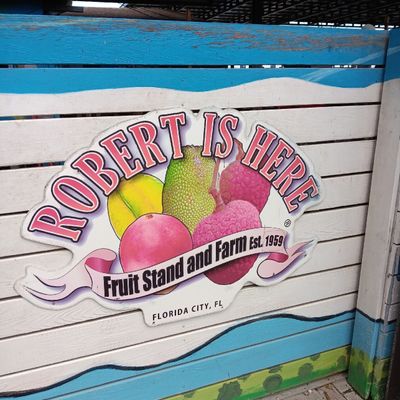 ROBERT IS HERE
®
Fruit Stand and Farm Est. 1959
FLORIDA CITY, FL